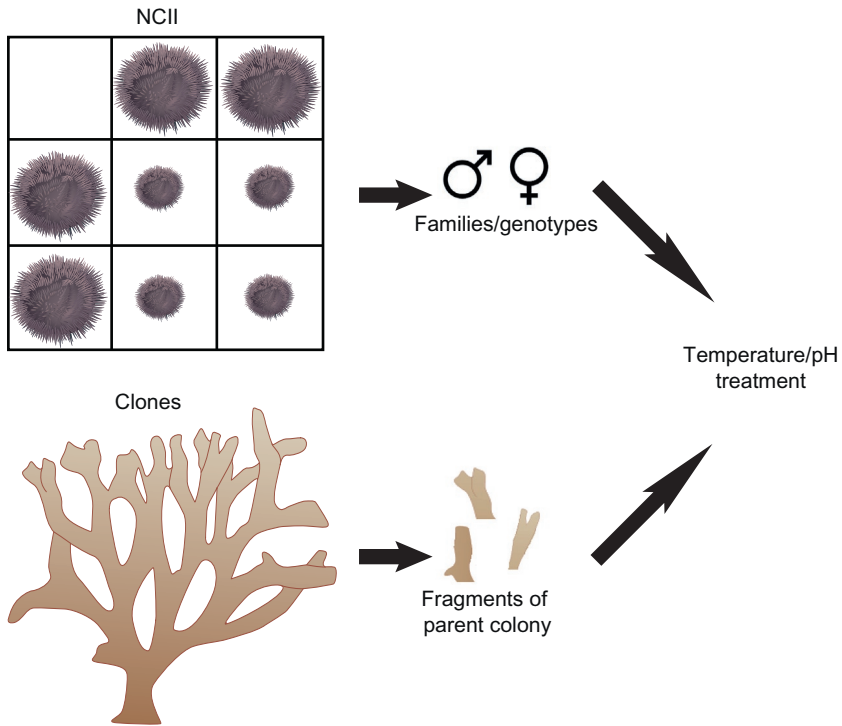 NCII
Families/genotypes
Temperature/pH
treatment
Clones
Fragments of
parent colony